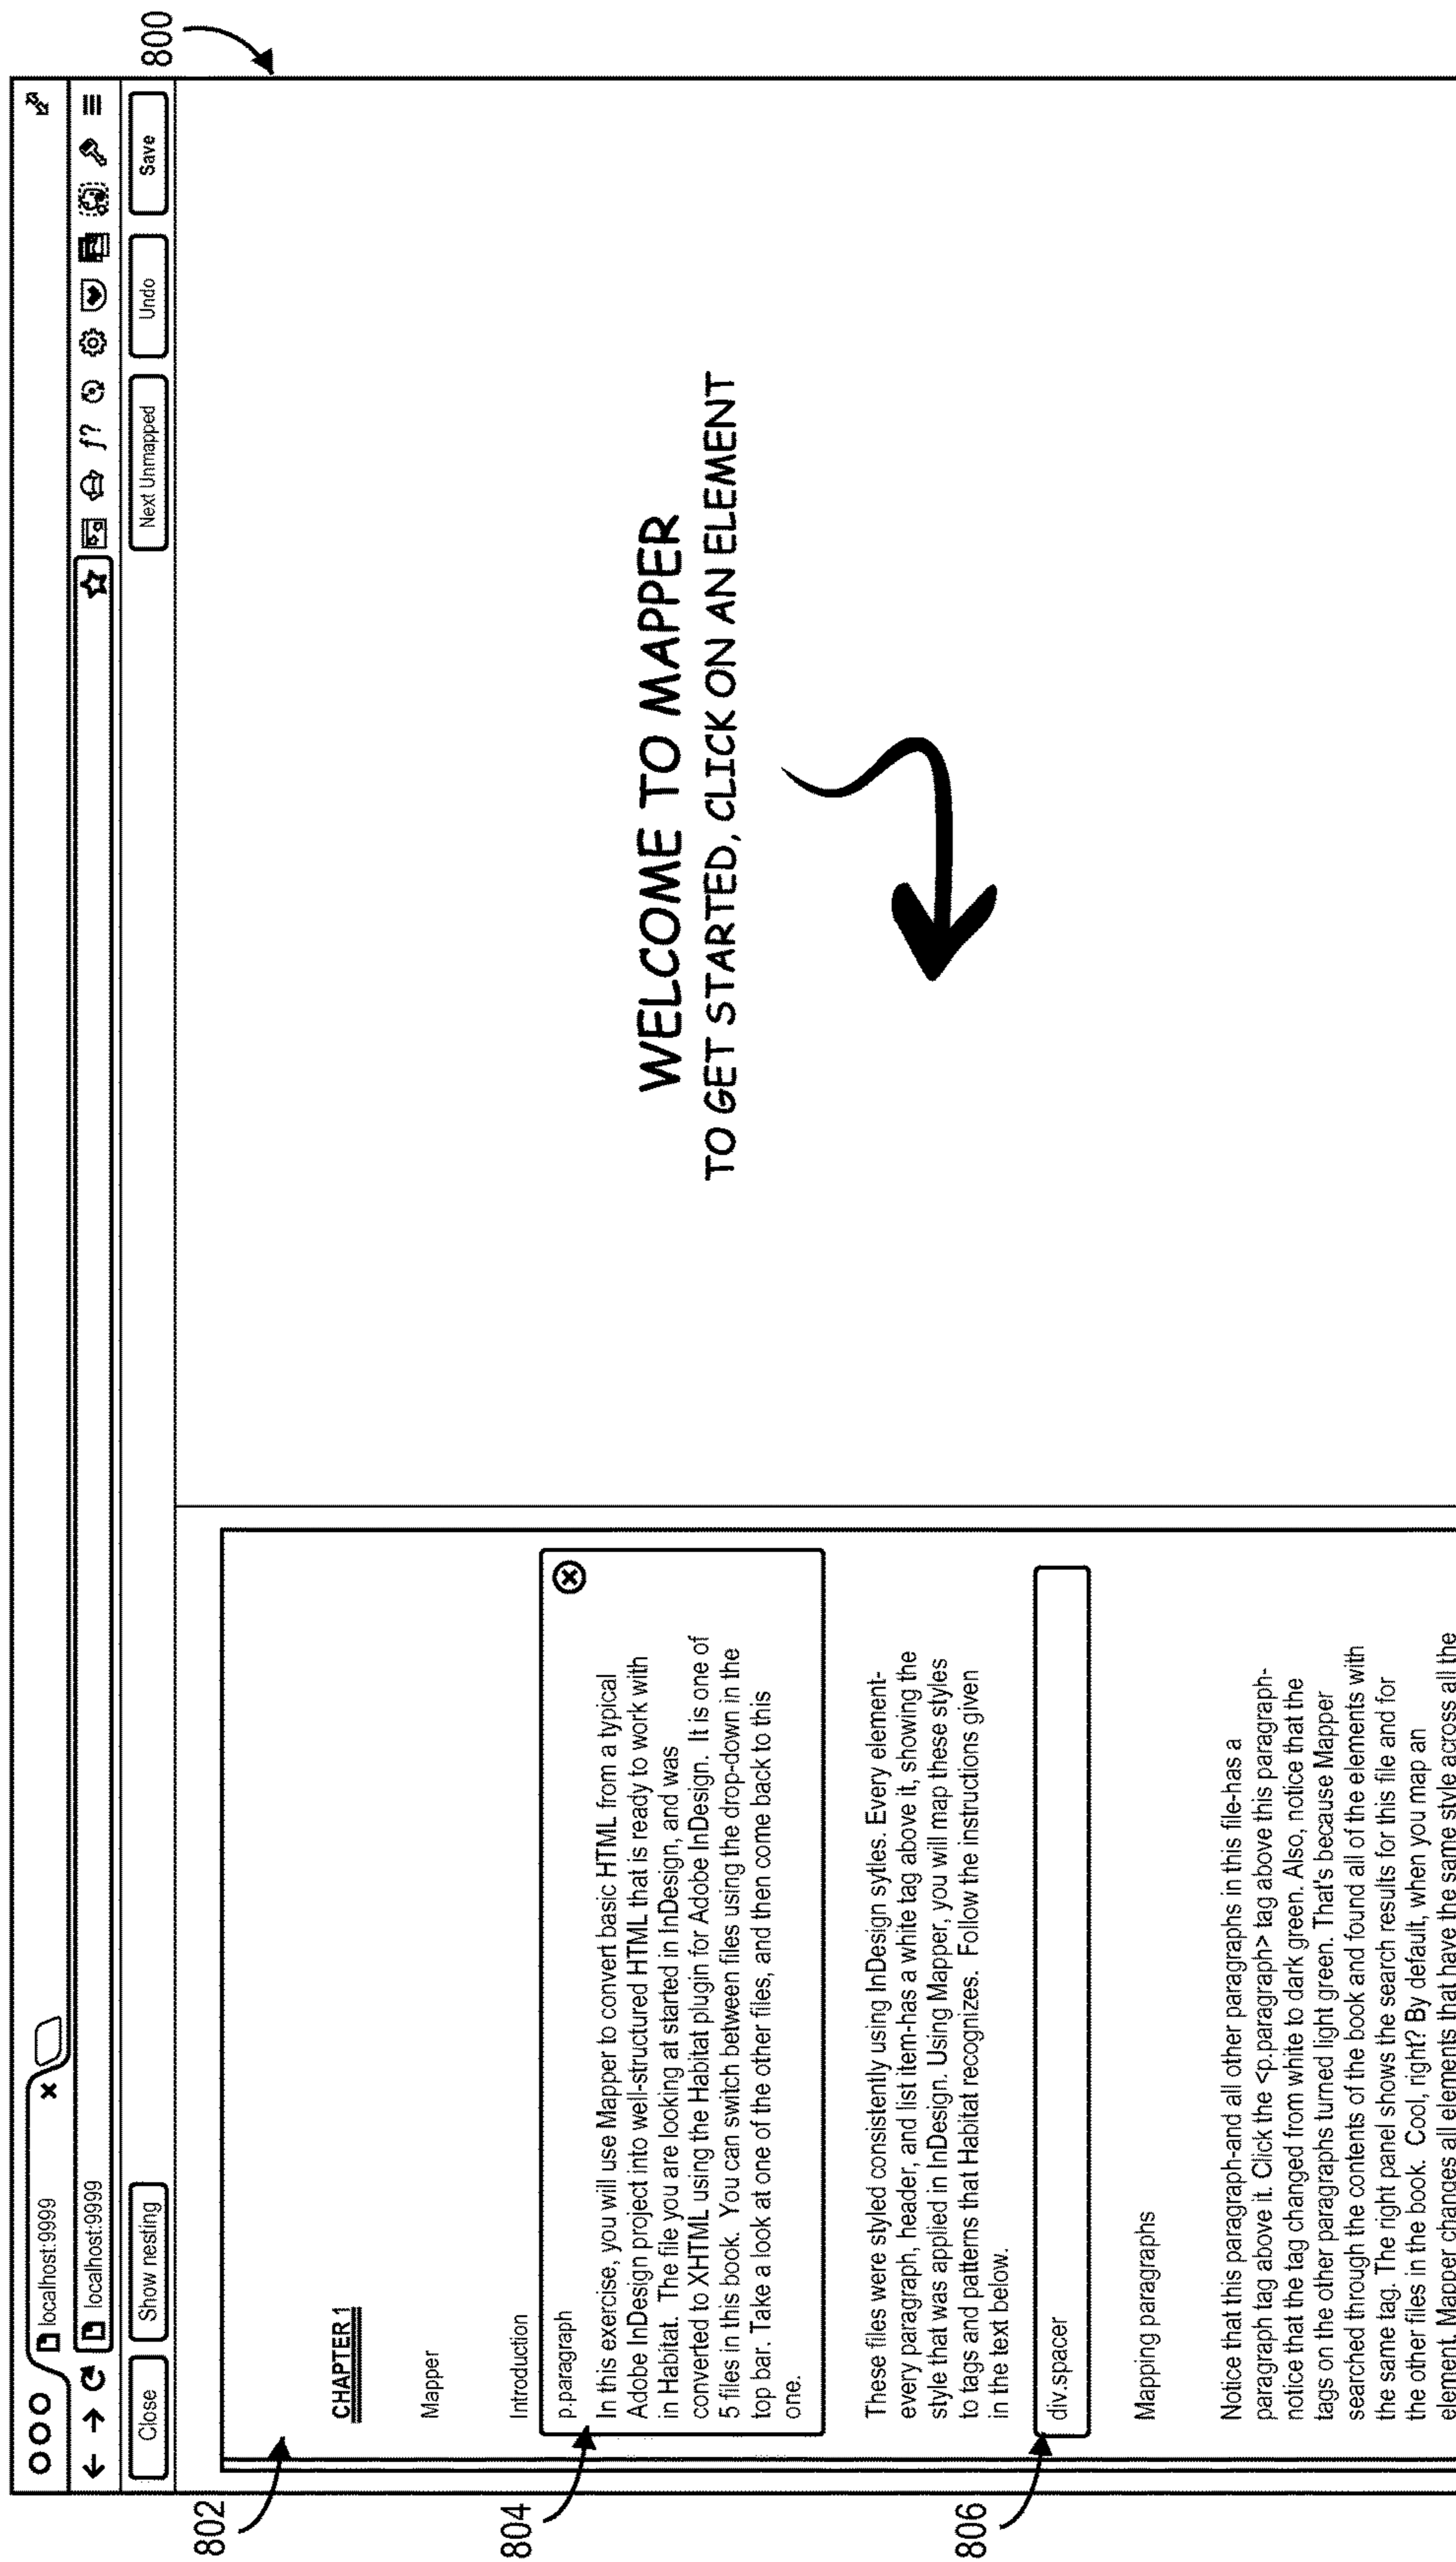 800
localhost:9999
localhost:9999
f?
Close
Show nesting
Next Unmapped
Undo
Save
802
CHAPTER 1
Mapper
Introduction
804
p.paragraph
In this exercise, you will use Mapper to convert basic HTML from a typical
Adobe InDesign project into well-structured HTML that is ready to work with
in Habitat. The file you are looking at started in InDesign, and was
converted to XHTML using the Habitat plugin for Adobe InDesign. It is one of
5 files in this book. You can switch between files using the drop-down in the
top bar. Take a look at one of the other files, and then come back to this
one.
These files were styled consistently using InDesign sytles. Every element-
every paragraph, header, and list item-has a white tag above it, showing the
style that was applied in InDesign. Using Mapper, you will map these styles
to tags and patterns that Habitat recognizes. Follow the instructions given
in the text below.
806
div.spacer
Mapping paragraphs
Notice that this paragraph-and all other paragraphs in this file-has a
paragraph tag above it. Click the <p.paragraph> tag above this paragraph-
notice that the tag changed from white to dark green. Also, notice that the
tags on the other paragraphs turned light green. That's because Mapper
searched through the contents of the book and found all of the elements with
the same tag. The right panel shows the search results for this file and for
the other files in the book. Cool, right? By default, when you map an
element, Mapper changes all elements that have the same style across all the
WELCOME TO MAPPER
TO GET STARTED, CLICK ON AN ELEMENT